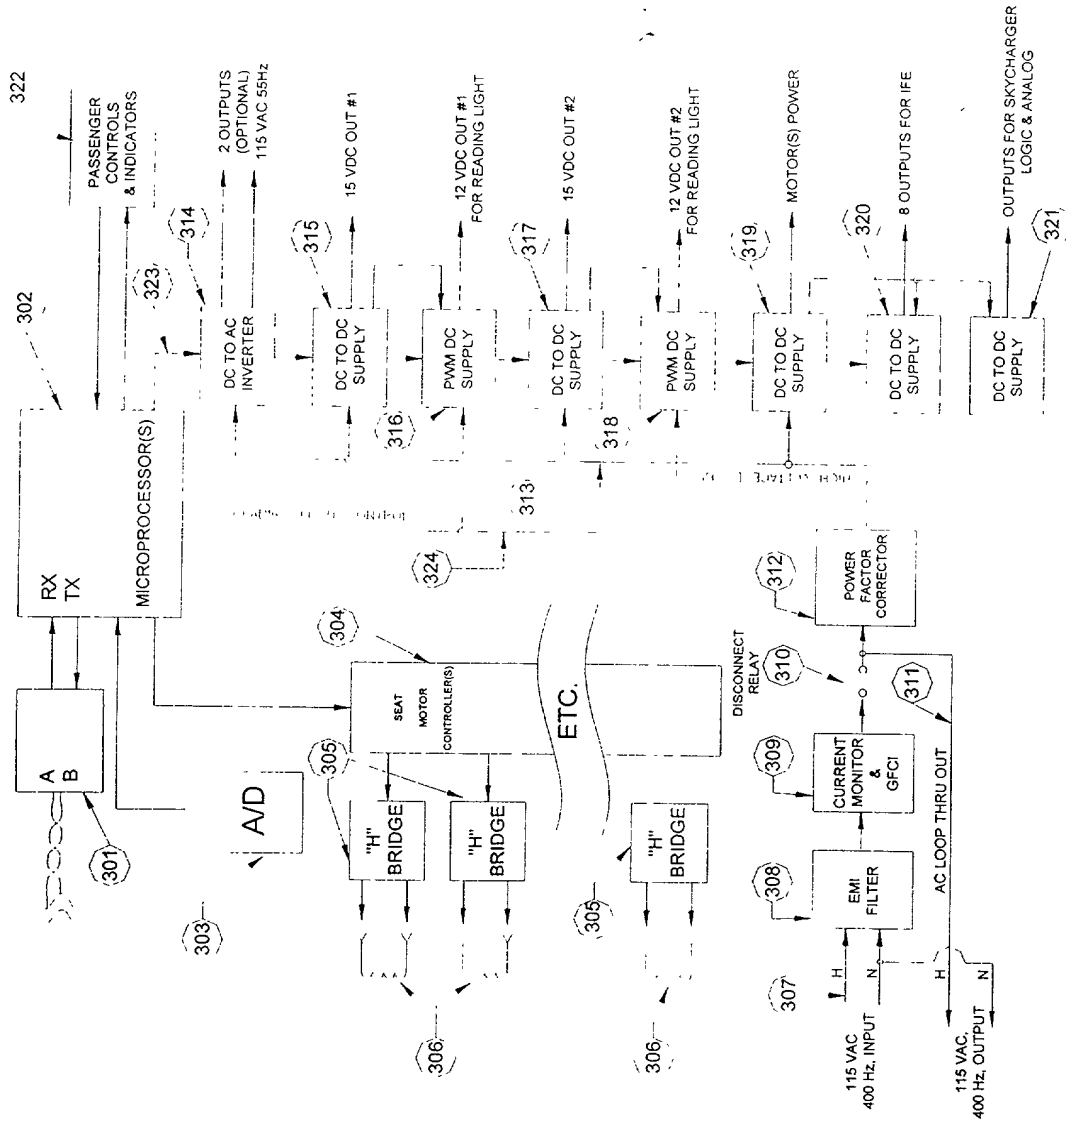 322
PASSENGER
CONTROLS
& INDICATORS
302
RX
TX
MICROPROCESSOR(S)
A
B
301
323
314
2 OUTPUTS
(OPTIONAL)
115 VAC 55Hz
DC TO AC
INVERTER
315
15 VDC OUT #1
DC TO DC
SUPPLY
316
12 VDC OUT #1
FOR READING LIGHT
PWM DC
SUPPLY
317
15 VDC OUT #2
DC TO DC
SUPPLY
318
12 VDC OUT #2
FOR READING LIGHT
PWM DC
SUPPLY
319
MOTOR(S) POWER
DC TO DC
SUPPLY
320
8 OUTPUTS FOR IFE
DC TO DC
SUPPLY
OUTPUTS FOR SKYCHARGER
LOGIC & ANALOG
321
DC TO DC
SUPPLY
313
324
303
A/D
304
SEAT
MOTOR
CONTROLLER(S)
305
"H"
BRIDGE
"H"
BRIDGE
305
"H"
BRIDGE
306
306
ETC.
307
115 VAC
400 Hz, INPUT
H
N
308
EMI
FILTER
309
CURRENT
MONITOR
&
GFCI
DISCONNECT
RELAY
310
311
312
POWER
FACTOR
CORRECTOR
AC LOOP THRU OUT
H
N
115 VAC,
400 Hz, OUTPUT